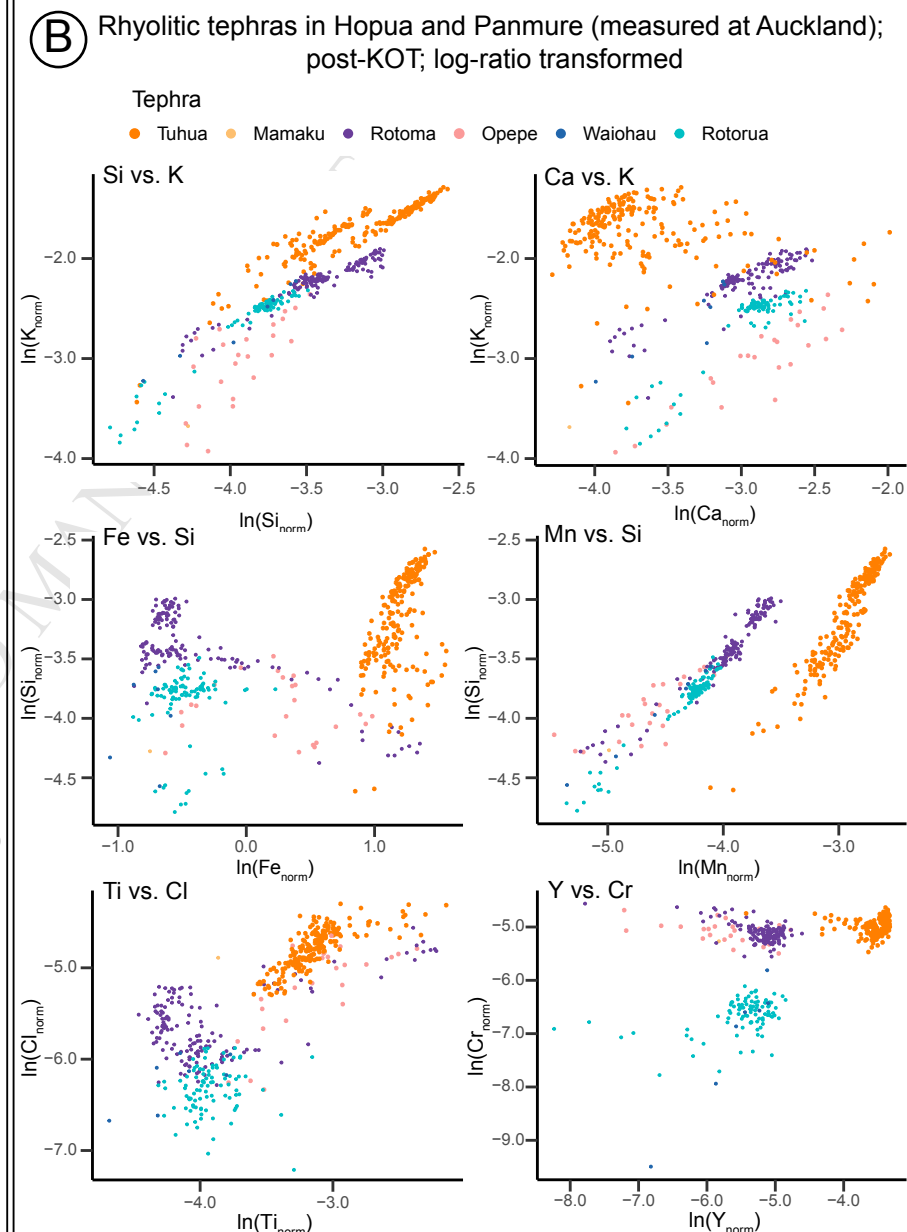 B Rhyolitic tephras in Hopua and Panmure (measured at Auckland);
post-KOT; log-ratio transformed
Tephra
Tuhua Mamaku Rotoma Opepe Waiohau Rotorua
Si vs. K
−2.0
−3.0
−4.0
ln(Knorm)
−4.5 −4.0 −3.5 −3.0 −2.5
ln(Sinorm)
Ca vs. K
−2.0
−3.0
−4.0
ln(Knorm)
−4.0 −3.0 −2.5 −2.0
ln(Canorm)
Fe vs. Si
−2.5
−3.0
−3.5
−4.0
−4.5
ln(Sinorm)
−1.0 0.0 1.0
ln(Fenorm)
Mn vs. Si
−2.5
−3.0
−3.5
−4.0
−4.5
ln(Sinorm)
−5.0 −4.0 −3.0
ln(Mnnorm)
Ti vs. Cl
−5.0
−6.0
−7.0
ln(Clnorm)
−4.0 −3.0
ln(Tinorm)
Y vs. Cr
−5.0
−6.0
−7.0
−8.0
−9.0
ln(Crnorm)
−8.0 −7.0 −6.0 −5.0 −4.0
ln(Ynorm)